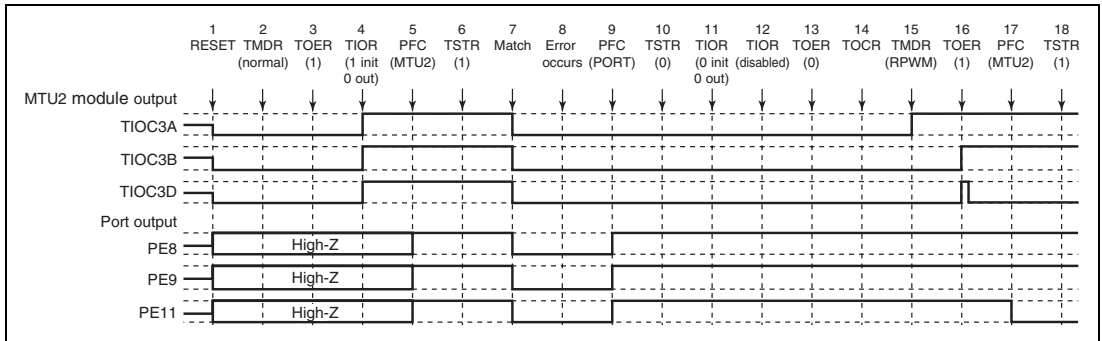 1 2 3 4 5 6 7 8 9 10 11 12 13 14 15 16 17 18
RESET TMDR TOER TIOR PFC TSTR Match Error PFC TSTR TIOR TIOR TOER TOCR TMDR TOER PFC TSTR
(normal) (1) (1 init (MTU2) (1) occurs (PORT) (0) (0 init (disabled) (0) (RPWM) (1) (MTU2) (1)
0 out) 0 out)
MTU2 module output
TIOC3A
TIOC3B
TIOC3D
Port output
PE8 High-Z
PE9 High-Z
PE11 High-Z